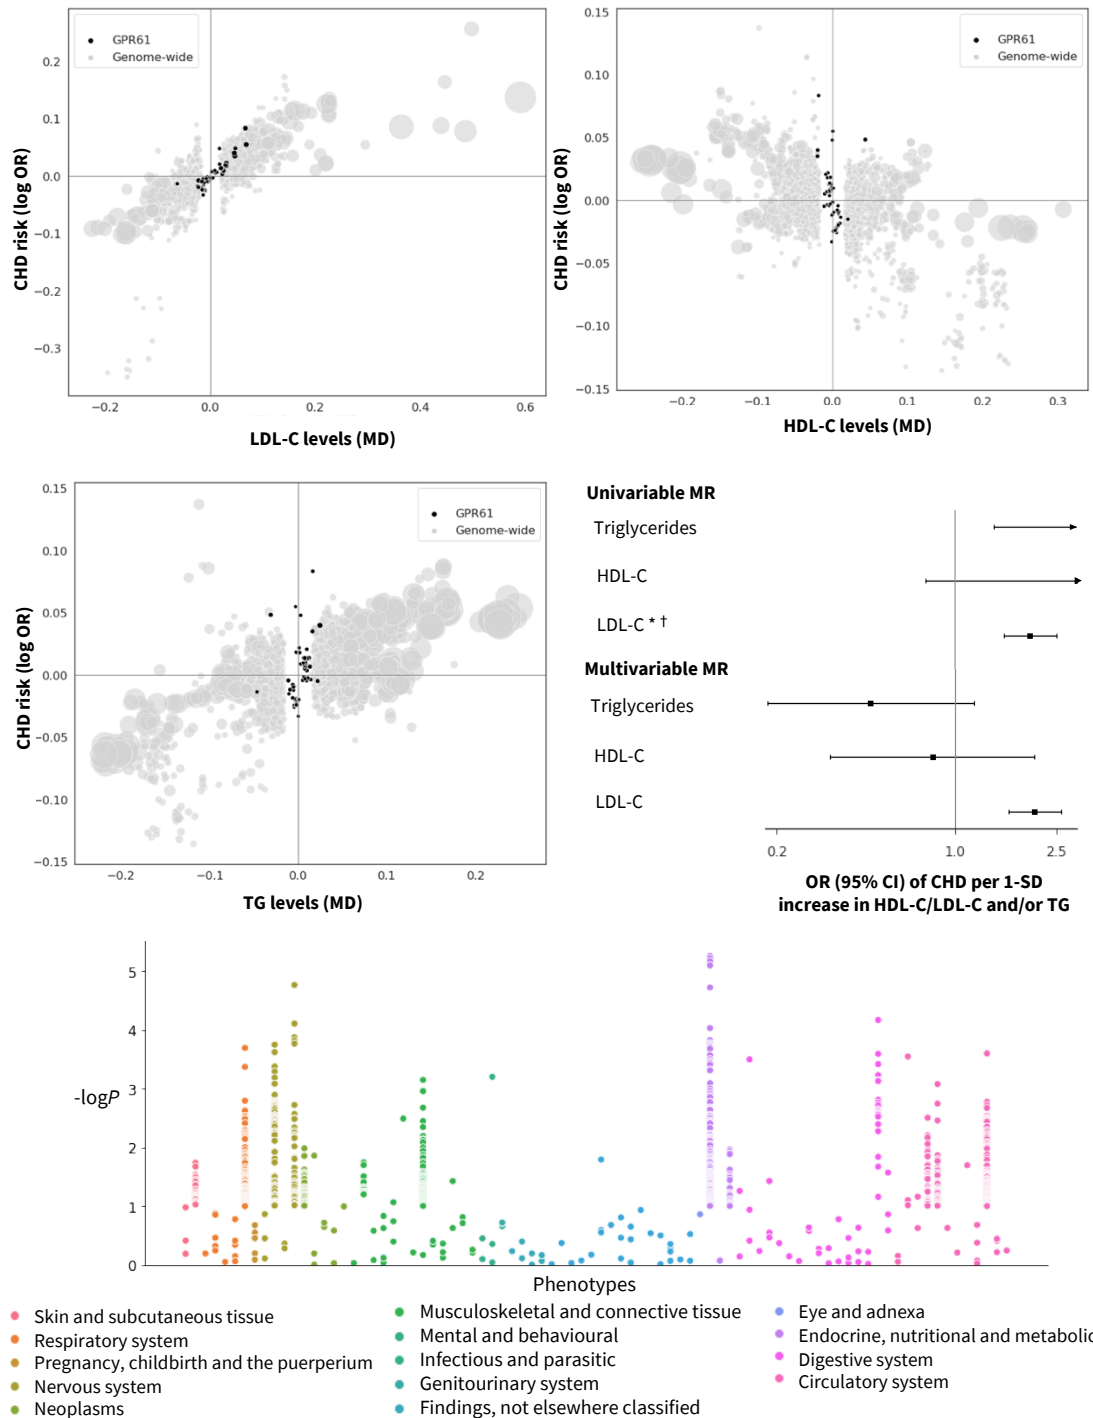 GPR61
Genome-wide
0.2
0.1
0.0
−0.1
−0.2
−0.3
−0.2
0.0
0.2
0.4
0.6
CHD risk (log OR)
LDL-C levels (MD)
GPR61
Genome-wide
0.15
0.10
0.05
0.00
−0.05
−0.10
−0.15
−0.2
−0.1
0.0
0.1
0.2
0.3
CHD risk (log OR)
HDL-C levels (MD)
GPR61
Genome-wide
0.15
0.10
0.05
0.00
−0.05
−0.10
−0.15
−0.2
−0.1
0.0
0.1
0.2
CHD risk (log OR)
TG levels (MD)
Univariable MR
Triglycerides
HDL-C
LDL-C * †
Multivariable MR
Triglycerides
HDL-C
LDL-C
0.2
1.0
2.5
OR (95% CI) of CHD per 1-SD
increase in HDL-C/LDL-C and/or TG
5
4
3
2
1
0
-logP
Phenotypes
Skin and subcutaneous tissue
Respiratory system
Pregnancy, childbirth and the puerperium
Nervous system
Neoplasms
Musculoskeletal and connective tissue
Mental and behavioural
Infectious and parasitic
Genitourinary system
Findings, not elsewhere classified
Eye and adnexa
Endocrine, nutritional and metabolic
Digestive system
Circulatory system